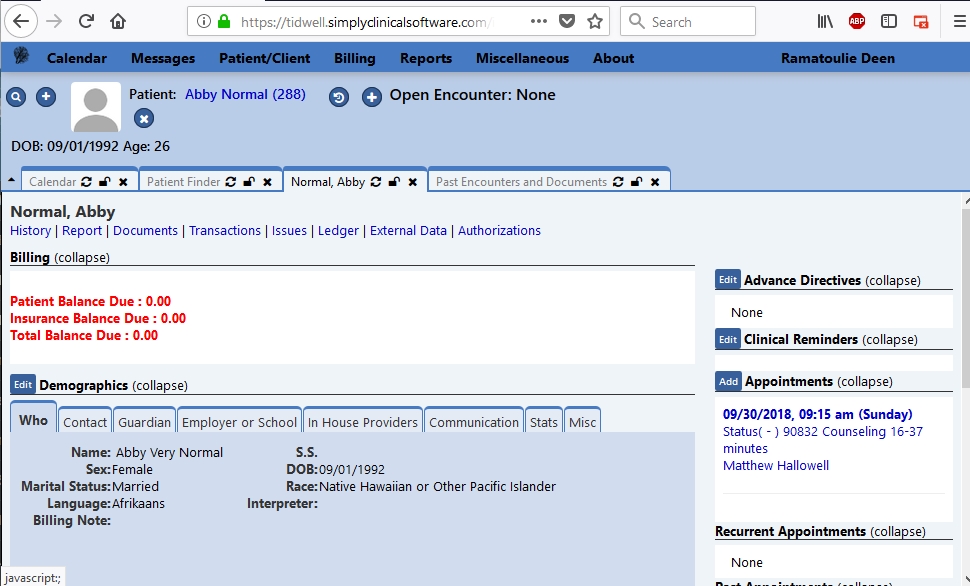 https://tidwell.simplyclinicalsoftware.com/
Search
ABP
Calendar Messages Patient/Client Billing Reports Miscellaneous About Ramatoulie Deen
Patient: Abby Normal (288)
Open Encounter: None
DOB: 09/01/1992 Age: 26
Calendar Patient Finder Normal, Abby Past Encounters and Documents
Normal, Abby
History | Report | Documents | Transactions | Issues | Ledger | External Data | Authorizations
Billing (collapse)
Patient Balance Due : 0.00
Insurance Balance Due : 0.00
Total Balance Due : 0.00
Edit Demographics (collapse)
Who Contact Guardian Employer or School In House Providers Communication Stats Misc
Name: Abby Very Normal S.S.
Sex:Female DOB:09/01/1992
Marital Status:Married Race:Native Hawaiian or Other Pacific Islander
Language:Afrikaans Interpreter:
Billing Note:
Edit Advance Directives (collapse)
None
Edit Clinical Reminders (collapse)
Add Appointments (collapse)
09/30/2018, 09:15 am (Sunday)
Status( - ) 90832 Counseling 16-37
minutes
Matthew Hallowell
Recurrent Appointments (collapse)
None
Past Appointments (collapse)
javascript:;